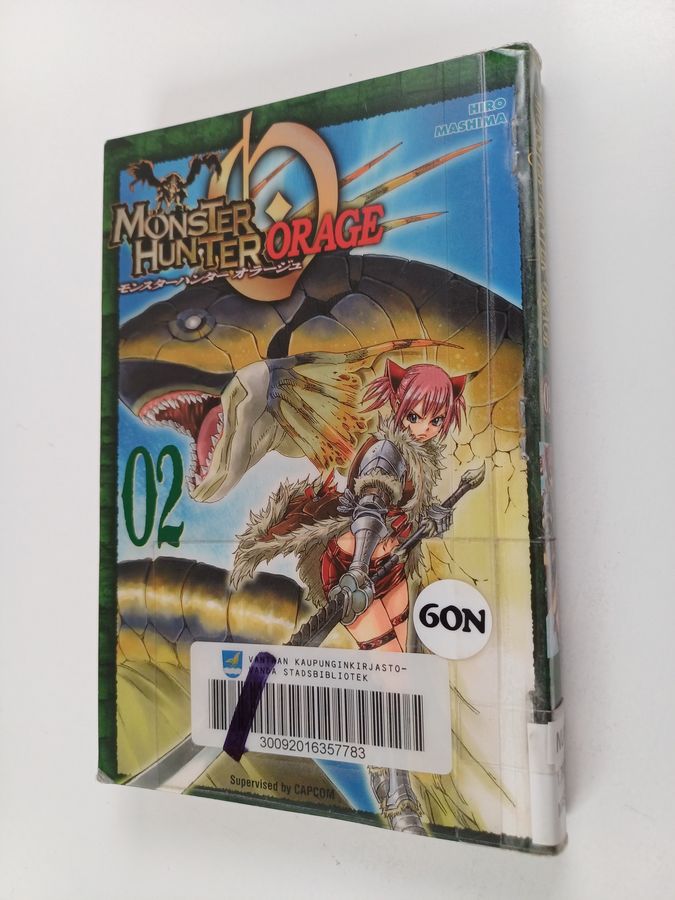 HIRO
MASHIMA
MONSTER
HUNTER ORAGE
モンスターハンター オラージュ
02
6ON
VANTAAN KAUPUNGINKIRJASTO-
VANDA STADSBIBLIOTEK
30092016357783
Supervised by CAPCOM